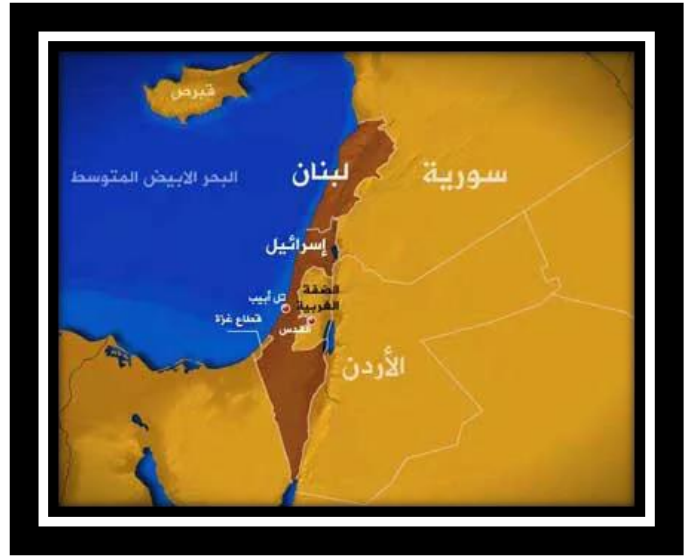 قبرص
البحر الابيض المتوسط
لبنان
سورية
إسرائيل
الضفة
الغربية
تل أبيب
القدس
قطاع غزة
الأردن